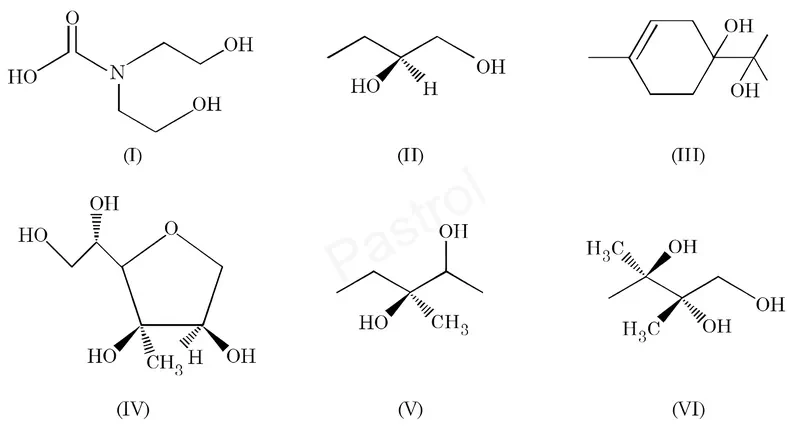 O
HO
N
OH
OH
(I)
HO
H
OH
(II)
OH
OH
(III)
HO
OH
O
HO
CH3
H
OH
(IV)
OH
HO
CH3
(V)
H3C
OH
H3C
OH
OH
(VI)
Pastrol